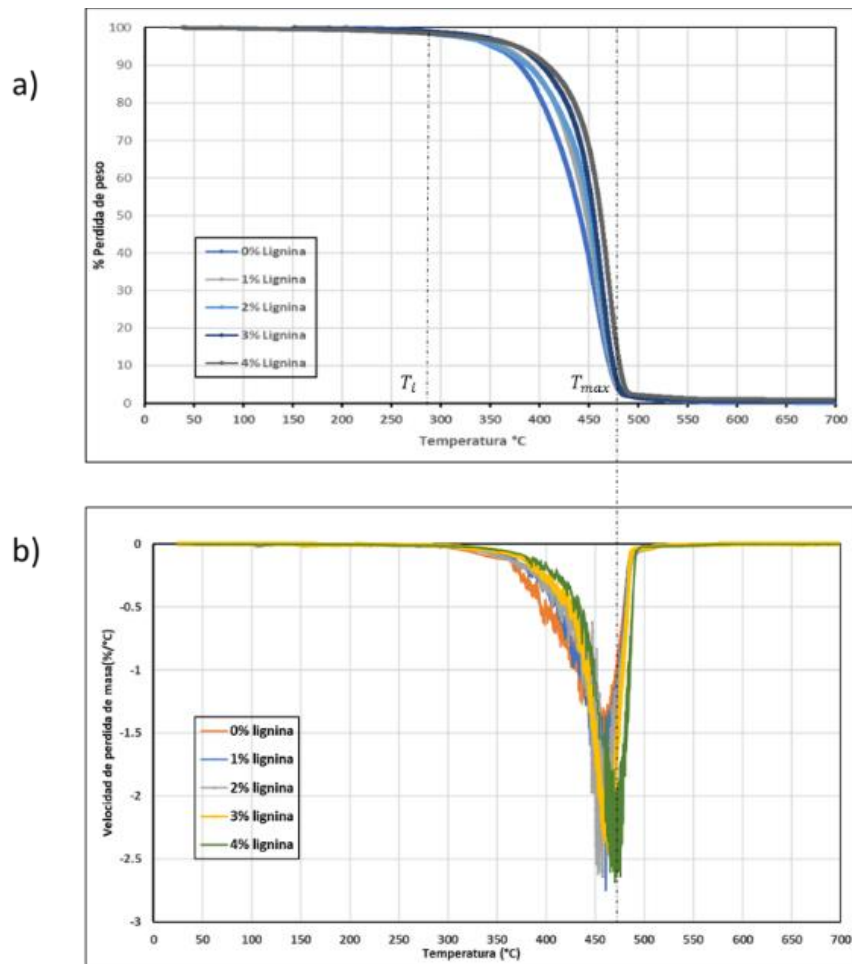 a)
100
90
80
70
60
50
40
30
20
10
0
% Perdida de peso
0% Lignina
1% Lignina
2% Lignina
3% Lignina
4% Lignina
T_i
T_max
0 50 100 150 200 250 300 350 400 450 500 550 600 650 700
Temperatura °C
b)
0
-0.5
-1
-1.5
-2
-2.5
-3
Velocidad de perdida de masa(%/°C)
0% lignina
1% lignina
2% lignina
3% lignina
4% lignina
0 50 100 150 200 250 300 350 400 450 500 550 600 650 700
Temperatura (°C)